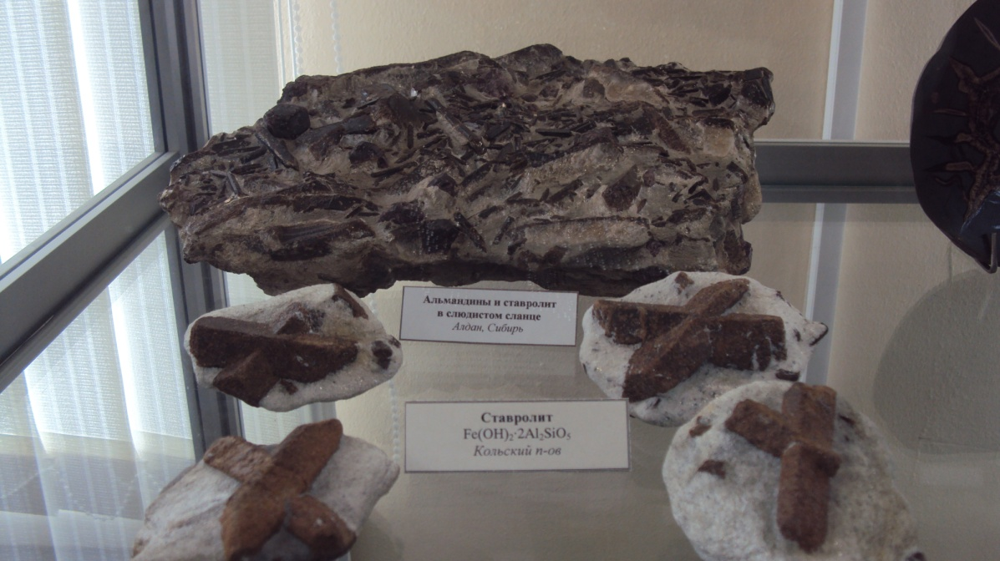 Альмандины и ставролит
в слюдистом сланце
Алдан, Сибирь
Ставролит
Fe(OH)₂·2Al₂SiO₅
Кольский п-ов